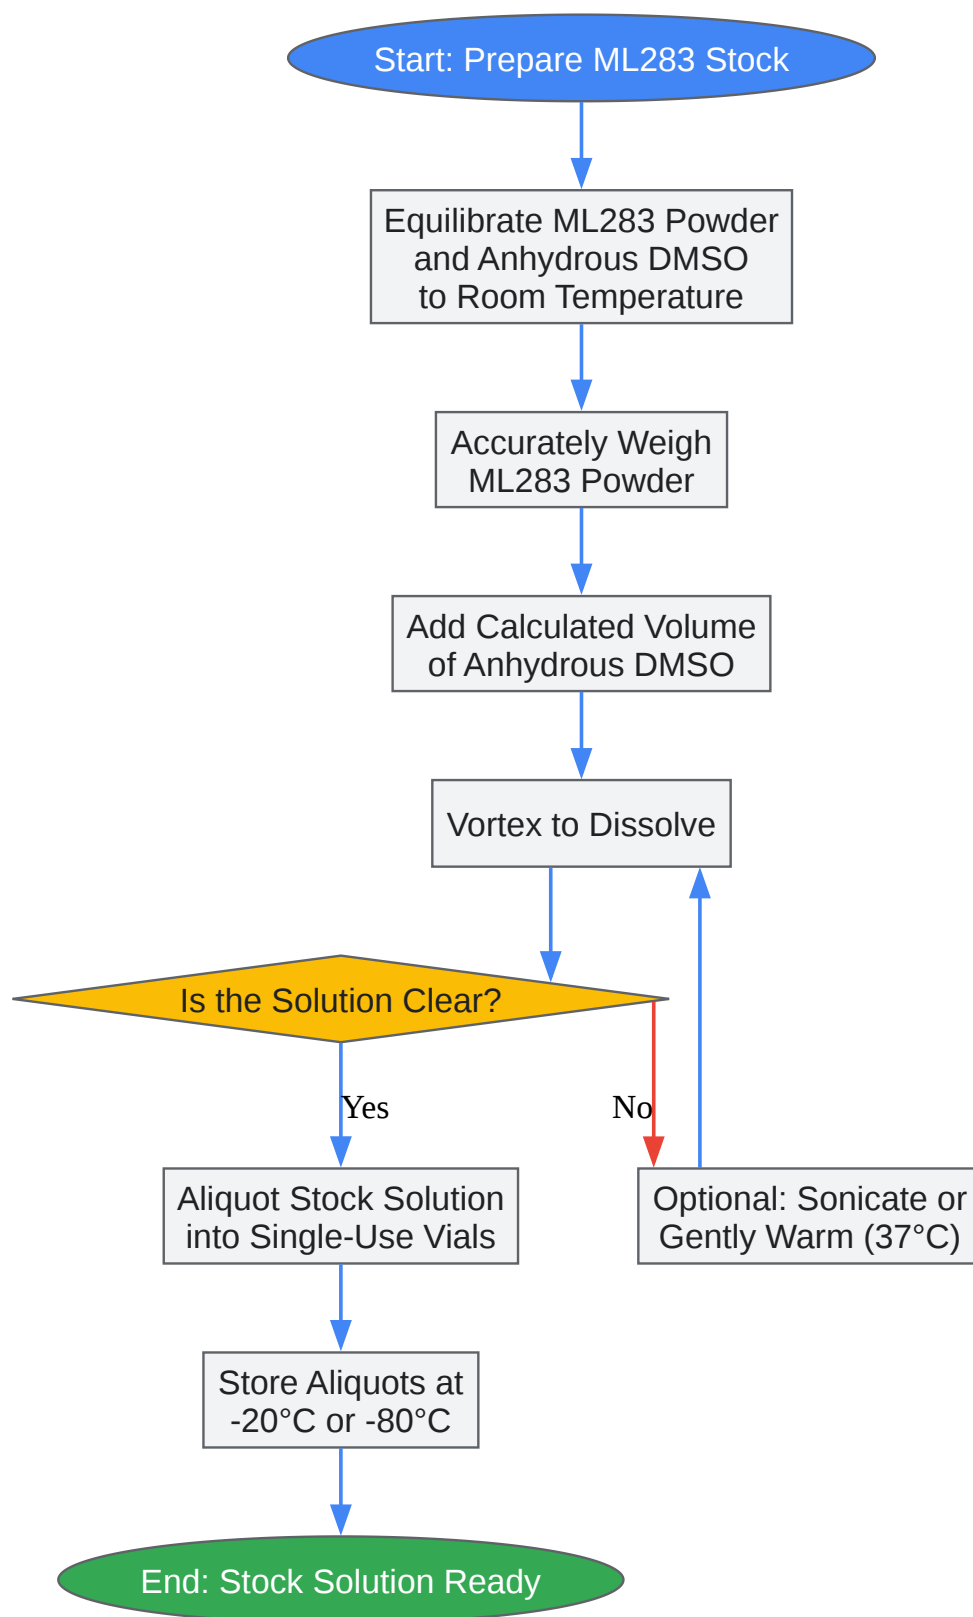 Start: Prepare ML283 Stock
Equilibrate ML283 Powder
and Anhydrous DMSO
to Room Temperature
Accurately Weigh
ML283 Powder
Add Calculated Volume
of Anhydrous DMSO
Vortex to Dissolve
Is the Solution Clear?
Yes
No
Aliquot Stock Solution
into Single-Use Vials
Optional: Sonicate or
Gently Warm (37°C)
Store Aliquots at
-20°C or -80°C
End: Stock Solution Ready